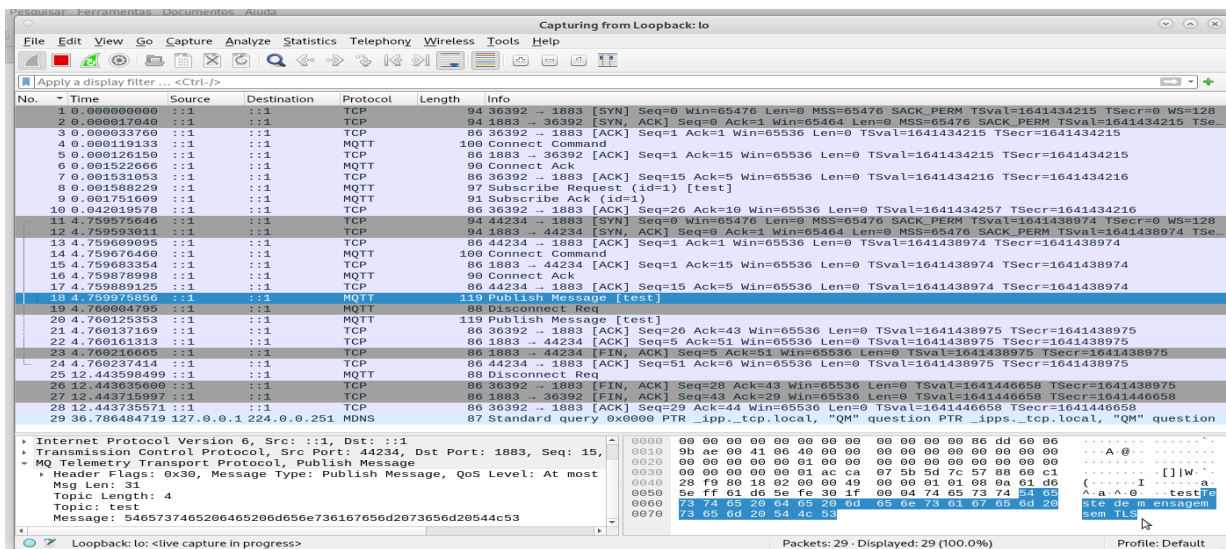 Pesquisar Ferramentas Documentos Ajuda
Capturing from Loopback: lo
File Edit View Go Capture Analyze Statistics Telephony Wireless Tools Help
Apply a display filter … <Ctrl-/>
No. Time Source Destination Protocol Length Info
1 0.000000000 ::1 ::1 TCP 94 36392 → 1883 [SYN] Seq=0 Win=65476 Len=0 MSS=65476 SACK_PERM TSval=1641434215 TSecr=0 WS=128
2 0.000017040 ::1 ::1 TCP 94 1883 → 36392 [SYN, ACK] Seq=0 Ack=1 Win=65464 Len=0 MSS=65476 SACK_PERM TSval=1641434215 TSe…
3 0.000033760 ::1 ::1 TCP 86 36392 → 1883 [ACK] Seq=1 Ack=1 Win=65536 Len=0 TSval=1641434215 TSecr=1641434215
4 0.000119133 ::1 ::1 MQTT 100 Connect Command
5 0.000126150 ::1 ::1 TCP 86 1883 → 36392 [ACK] Seq=1 Ack=15 Win=65536 Len=0 TSval=1641434215 TSecr=1641434215
6 0.001522666 ::1 ::1 MQTT 90 Connect Ack
7 0.001531053 ::1 ::1 TCP 86 36392 → 1883 [ACK] Seq=15 Ack=5 Win=65536 Len=0 TSval=1641434216 TSecr=1641434216
8 0.001588229 ::1 ::1 MQTT 97 Subscribe Request (id=1) [test]
9 0.001751609 ::1 ::1 MQTT 91 Subscribe Ack (id=1)
10 0.042019578 ::1 ::1 TCP 86 36392 → 1883 [ACK] Seq=26 Ack=10 Win=65536 Len=0 TSval=1641434257 TSecr=1641434216
11 4.759575646 ::1 ::1 TCP 94 44234 → 1883 [SYN] Seq=0 Win=65476 Len=0 MSS=65476 SACK_PERM TSval=1641438974 TSecr=0 WS=128
12 4.759593011 ::1 ::1 TCP 94 1883 → 44234 [SYN, ACK] Seq=0 Ack=1 Win=65464 Len=0 MSS=65476 SACK_PERM TSval=1641438974 TSe…
13 4.759609095 ::1 ::1 TCP 86 44234 → 1883 [ACK] Seq=1 Ack=1 Win=65536 Len=0 TSval=1641438974 TSecr=1641438974
14 4.759676460 ::1 ::1 MQTT 100 Connect Command
15 4.759683354 ::1 ::1 TCP 86 1883 → 44234 [ACK] Seq=1 Ack=15 Win=65536 Len=0 TSval=1641438974 TSecr=1641438974
16 4.759878998 ::1 ::1 MQTT 90 Connect Ack
17 4.759889125 ::1 ::1 TCP 86 44234 → 1883 [ACK] Seq=15 Ack=5 Win=65536 Len=0 TSval=1641438974 TSecr=1641438974
18 4.759975856 ::1 ::1 MQTT 119 Publish Message [test]
19 4.760004795 ::1 ::1 MQTT 88 Disconnect Req
20 4.760125353 ::1 ::1 MQTT 119 Publish Message [test]
21 4.760137169 ::1 ::1 TCP 86 36392 → 1883 [ACK] Seq=26 Ack=43 Win=65536 Len=0 TSval=1641438975 TSecr=1641438975
22 4.760161313 ::1 ::1 TCP 86 1883 → 44234 [ACK] Seq=5 Ack=51 Win=65536 Len=0 TSval=1641438975 TSecr=1641438975
23 4.760216665 ::1 ::1 TCP 86 1883 → 44234 [FIN, ACK] Seq=5 Ack=51 Win=65536 Len=0 TSval=1641438975 TSecr=1641438975
24 4.760237414 ::1 ::1 TCP 86 44234 → 1883 [ACK] Seq=51 Ack=6 Win=65536 Len=0 TSval=1641438975 TSecr=1641438975
25 12.443598499 ::1 ::1 MQTT 88 Disconnect Req
26 12.443635600 ::1 ::1 TCP 86 36392 → 1883 [FIN, ACK] Seq=28 Ack=43 Win=65536 Len=0 TSval=1641446658 TSecr=1641438975
27 12.443715997 ::1 ::1 TCP 86 1883 → 36392 [FIN, ACK] Seq=43 Ack=29 Win=65536 Len=0 TSval=1641446658 TSecr=1641446658
28 12.443735571 ::1 ::1 TCP 86 36392 → 1883 [ACK] Seq=29 Ack=44 Win=65536 Len=0 TSval=1641446658 TSecr=1641446658
29 36.786484719 127.0.0.1 224.0.0.251 MDNS 87 Standard query 0x0000 PTR _ipp._tcp.local, "QM" question PTR _ipps._tcp.local, "QM" question
Internet Protocol Version 6, Src: ::1, Dst: ::1
Transmission Control Protocol, Src Port: 44234, Dst Port: 1883, Seq: 15,
MQ Telemetry Transport Protocol, Publish Message
Header Flags: 0x30, Message Type: Publish Message, QoS Level: At most
Msg Len: 31
Topic Length: 4
Topic: test
Message: 5465737465206465206d656e736167656d2073656d20544c53
0000 00 00 00 00 00 00 00 00 00 00 00 00 86 dd 60 06 ········ ······`·
0010 9b ae 00 41 06 40 00 00 00 00 00 00 00 00 00 00 ···A·@·· ········
0020 00 00 00 00 00 01 00 00 00 00 00 00 00 00 00 00 ········ ········
0030 00 00 00 00 00 01 ac ca 07 5b 5d 7c 57 88 60 c1 ········ ·[]|W·`·
0040 28 f9 80 18 02 00 00 49 00 00 01 01 08 0a 61 d6 (······I ······a·
0050 5e ff 61 d6 5e fe 30 1f 00 04 74 65 73 74 54 65 ^·a·^·0· ··testTe
0060 73 74 65 20 64 65 20 6d 65 6e 73 61 67 65 6d 20 ste de m ensagem
0070 73 65 6d 20 54 4c 53 sem TLS
Loopback: lo: <live capture in progress> Packets: 29 · Displayed: 29 (100.0%) Profile: Default